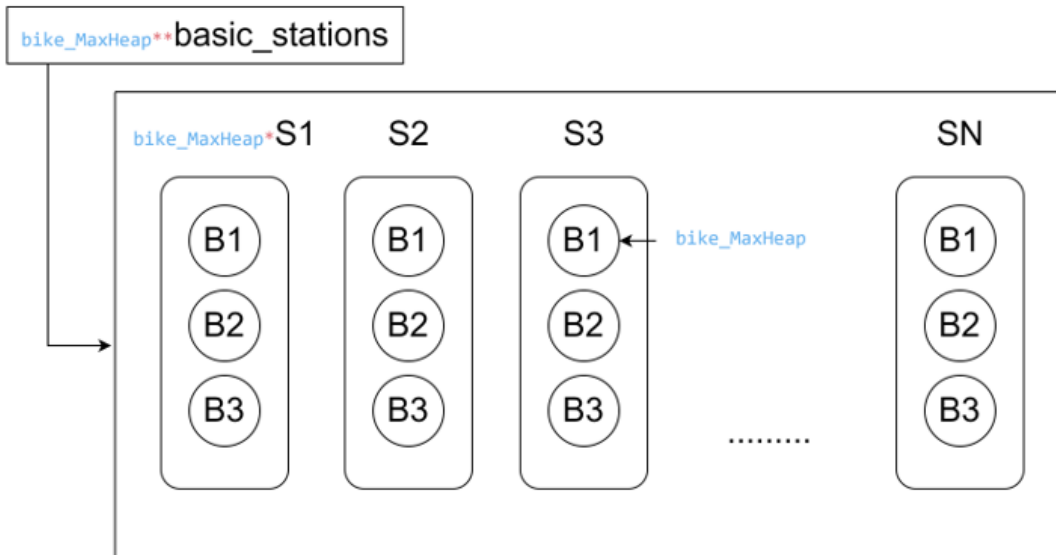 bike_MaxHeap**basic_stations
bike_MaxHeap*S1 S2 S3 SN
B1 B1 B1 bike_MaxHeap B1
B2 B2 B2 B2
B3 B3 B3 B3
.........